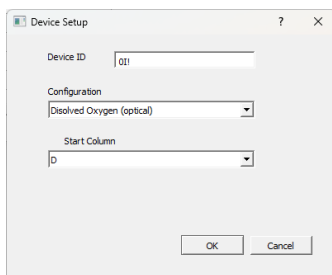 Device Setup ? X
Device ID 0I!
Configuration
Disolved Oxygen (optical)
Start Column
D
OK Cancel